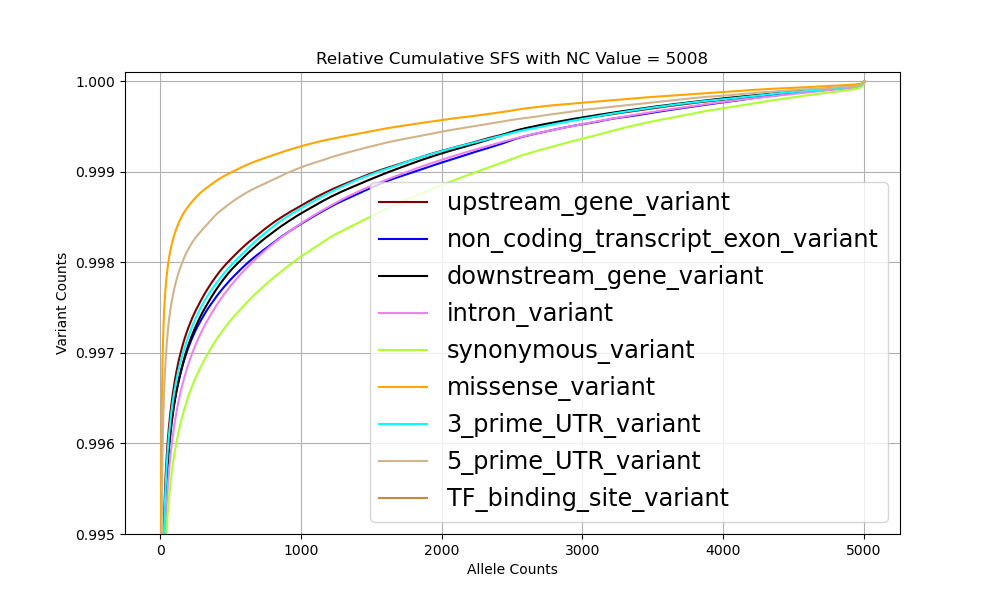 Relative Cumulative SFS with NC Value = 5008
1.000
0.999
0.998
0.997
0.996
0.995
Variant Counts
upstream_gene_variant
non_coding_transcript_exon_variant
downstream_gene_variant
intron_variant
synonymous_variant
missense_variant
3_prime_UTR_variant
5_prime_UTR_variant
TF_binding_site_variant
0 1000 2000 3000 4000 5000
Allele Counts